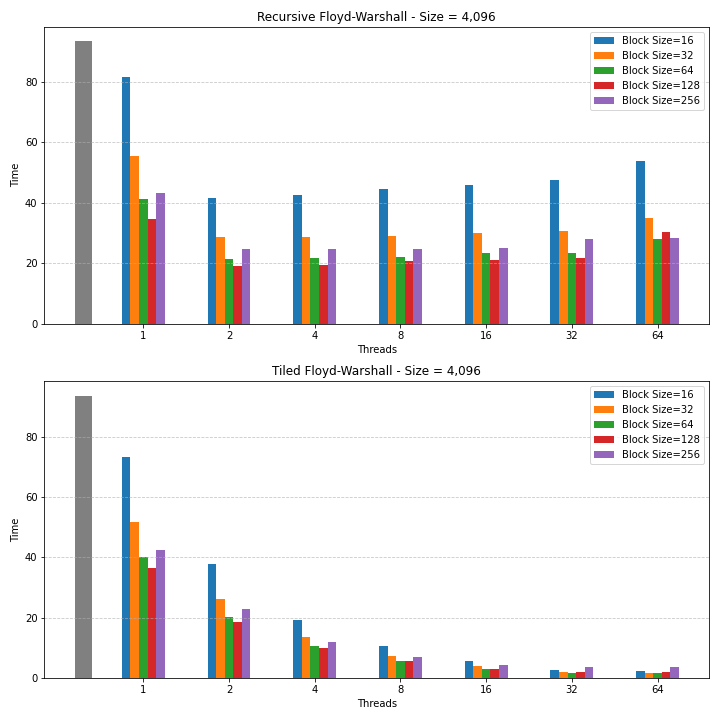 Recursive Floyd-Warshall - Size = 4,096
Block Size=16
Block Size=32
Block Size=64
Block Size=128
Block Size=256
80
60
40
20
0
Time
1 2 4 8 16 32 64
Threads
Tiled Floyd-Warshall - Size = 4,096
Block Size=16
Block Size=32
Block Size=64
Block Size=128
Block Size=256
80
60
40
20
0
Time
1 2 4 8 16 32 64
Threads